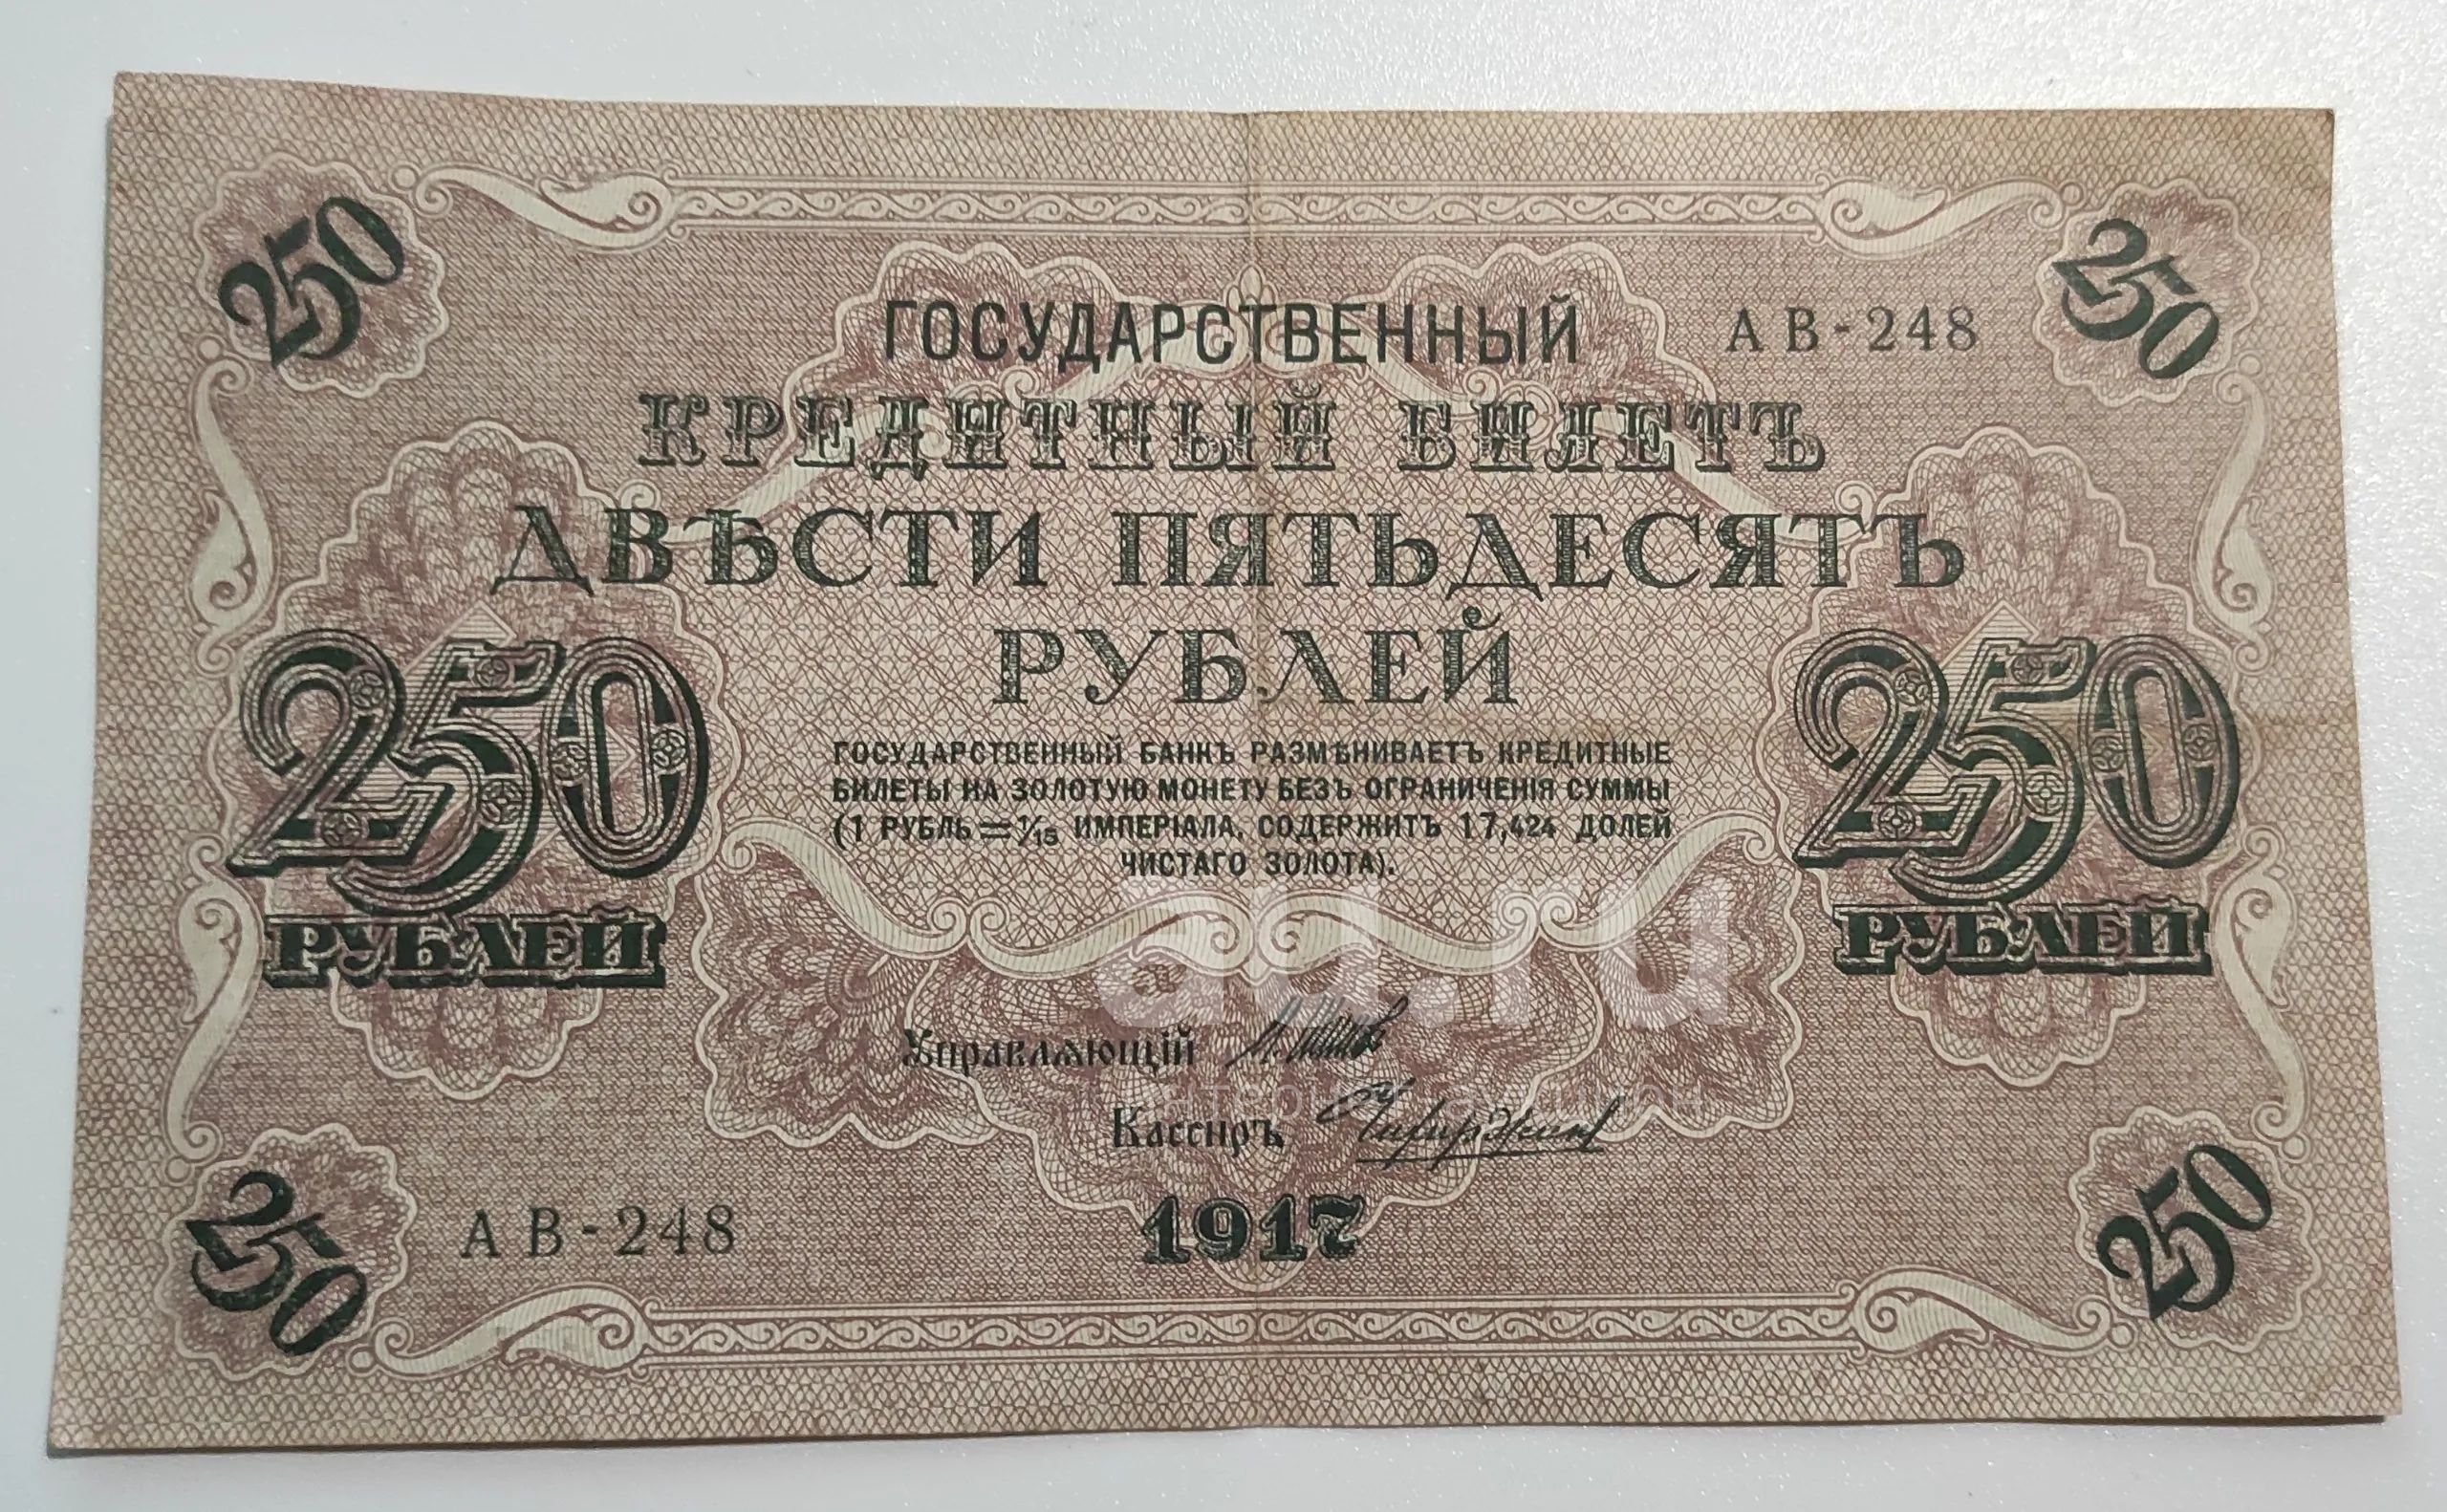 250
250
ГОСУДАРСТВЕННЫЙ
АВ-248
КРЕДИТНЫЙ БИЛЕТЪ
ДВѢСТИ ПЯТЬДЕСЯТЪ
РУБЛЕЙ
250
РУБЛЕЙ
250
РУБЛЕЙ
ГОСУДАРСТВЕННЫЙ БАНКЪ РАЗМѢНИВАЕТЪ КРЕДИТНЫЕ
БИЛЕТЫ НА ЗОЛОТУЮ МОНЕТУ БЕЗЪ ОГРАНИЧЕНІЯ СУММЫ
(1 РУБЛЬ = 1/15 ИМПЕРІАЛА, СОДЕРЖИТЪ 17,424 ДОЛЕЙ
ЧИСТАГО ЗОЛОТА).
au.ru
Управляющій
Кассиръ
АВ-248
1917
250
250